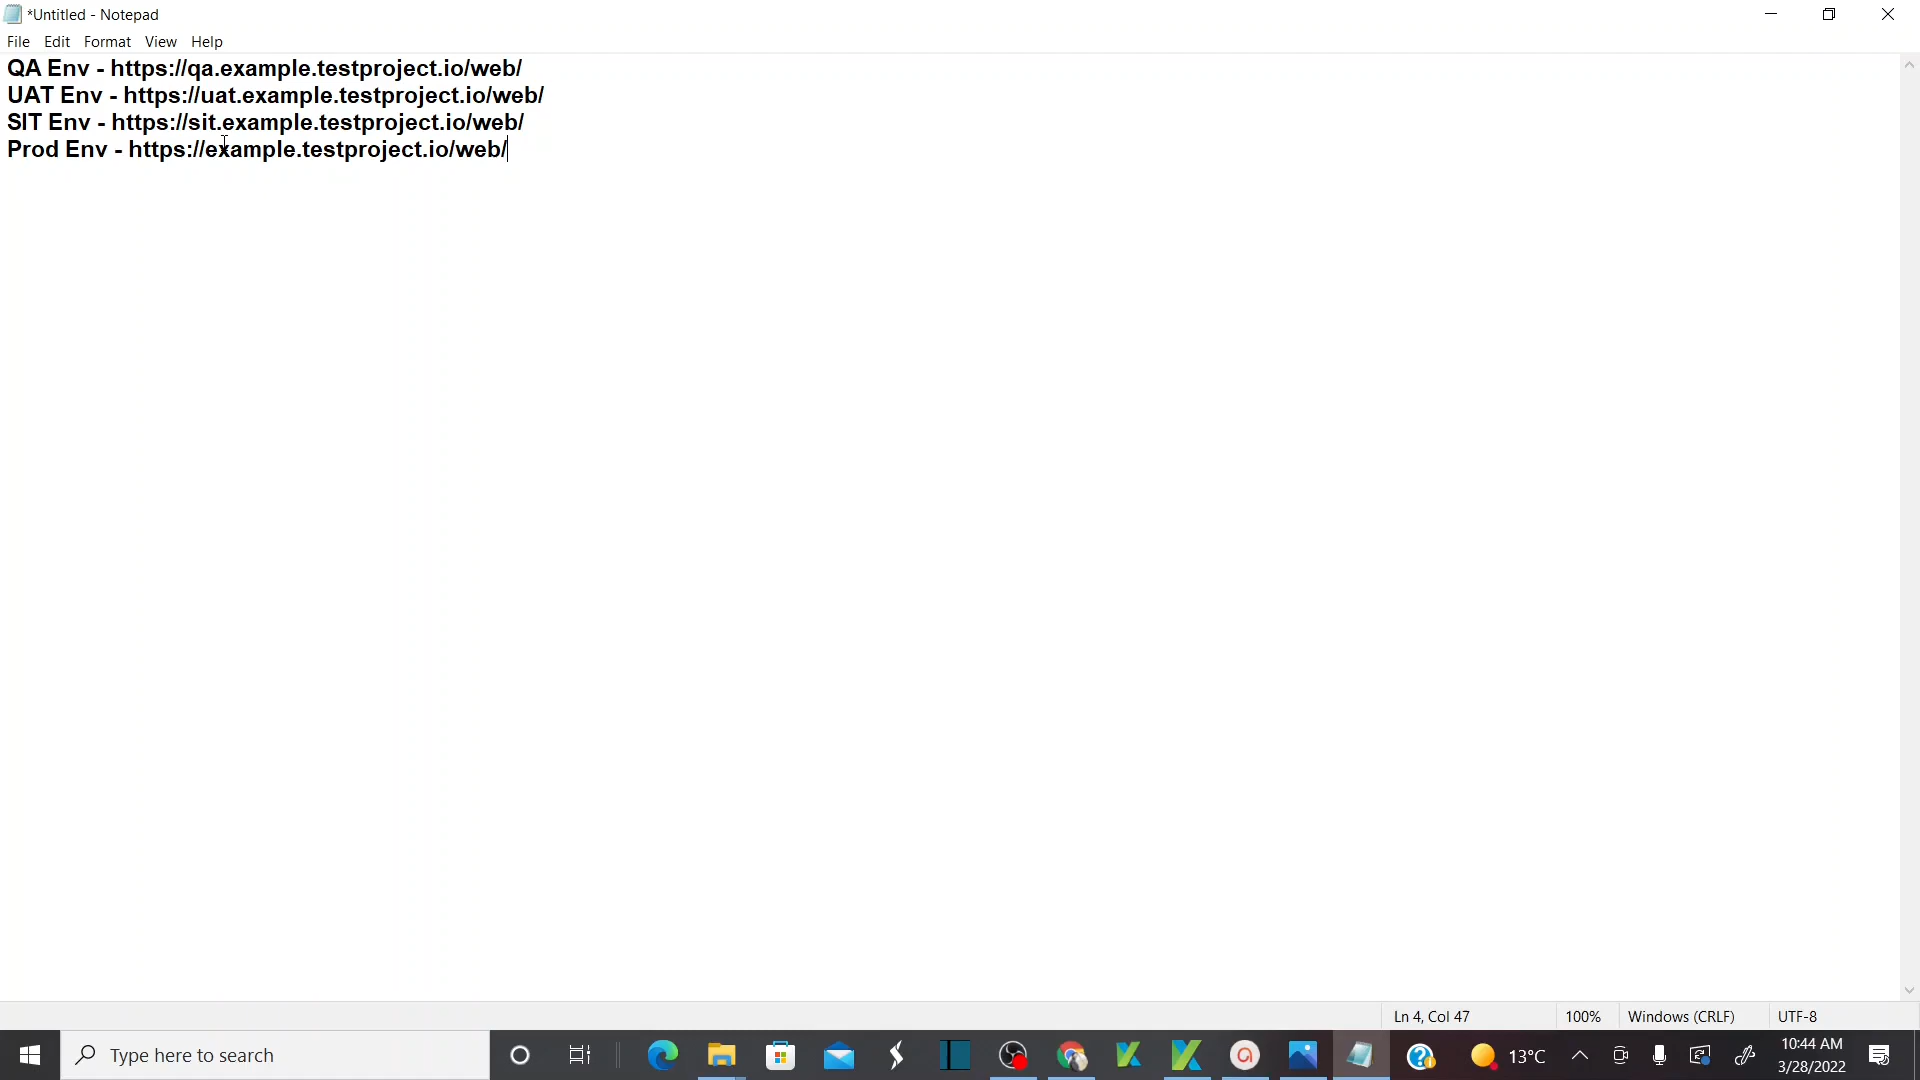 *Untitled - Notepad
File Edit Format View Help
QA Env - https://qa.example.testproject.io/web/
UAT Env - https://uat.example.testproject.io/web/
SIT Env - https://sit.example.testproject.io/web/
Prod Env - https://example.testproject.io/web/
Ln 4, Col 47 100% Windows (CRLF) UTF-8
Type here to search
13°C
10:44 AM
3/28/2022